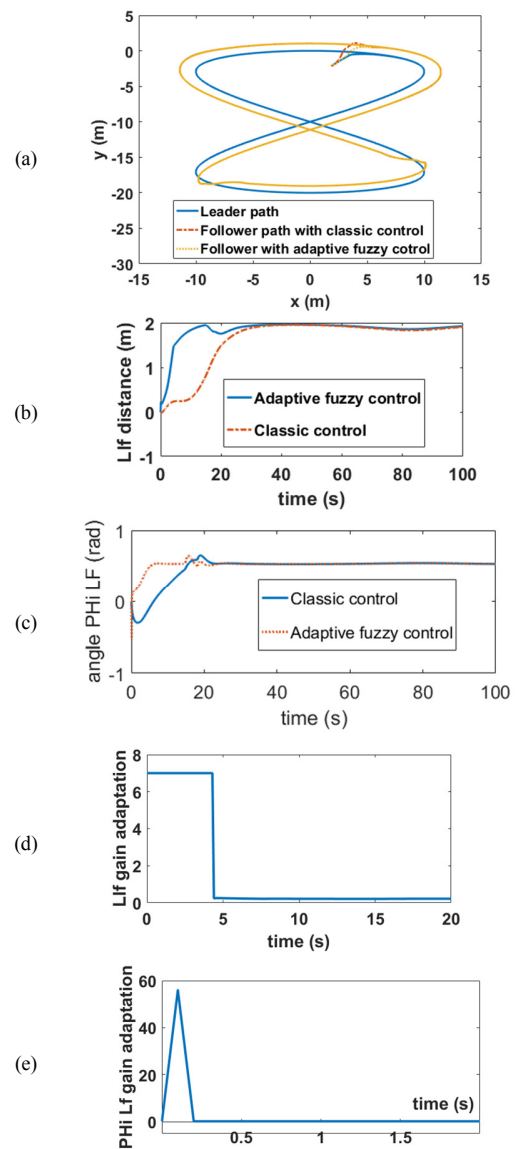 (a)
5
0
-5
-10
-15
-20
-25
-30
y (m)
Leader path
Follower path with classic control
Follower with adaptive fuzzy cotrol
-15 -10 -5 0 5 10 15
x (m)
(b)
2
1
0
-1
Llf distance (m)
Adaptive fuzzy control
Classic control
0 20 40 60 80 100
time (s)
(c)
1
0
-1
angle PHi LF (rad)
Classic control
Adaptive fuzzy control
0 20 40 60 80 100
time (s)
(d)
8
6
4
2
0
Llf gain adaptation
0 5 10 15 20
time (s)
(e)
60
40
20
0
PHi Lf gain adaptation
time (s)
0.5 1 1.5